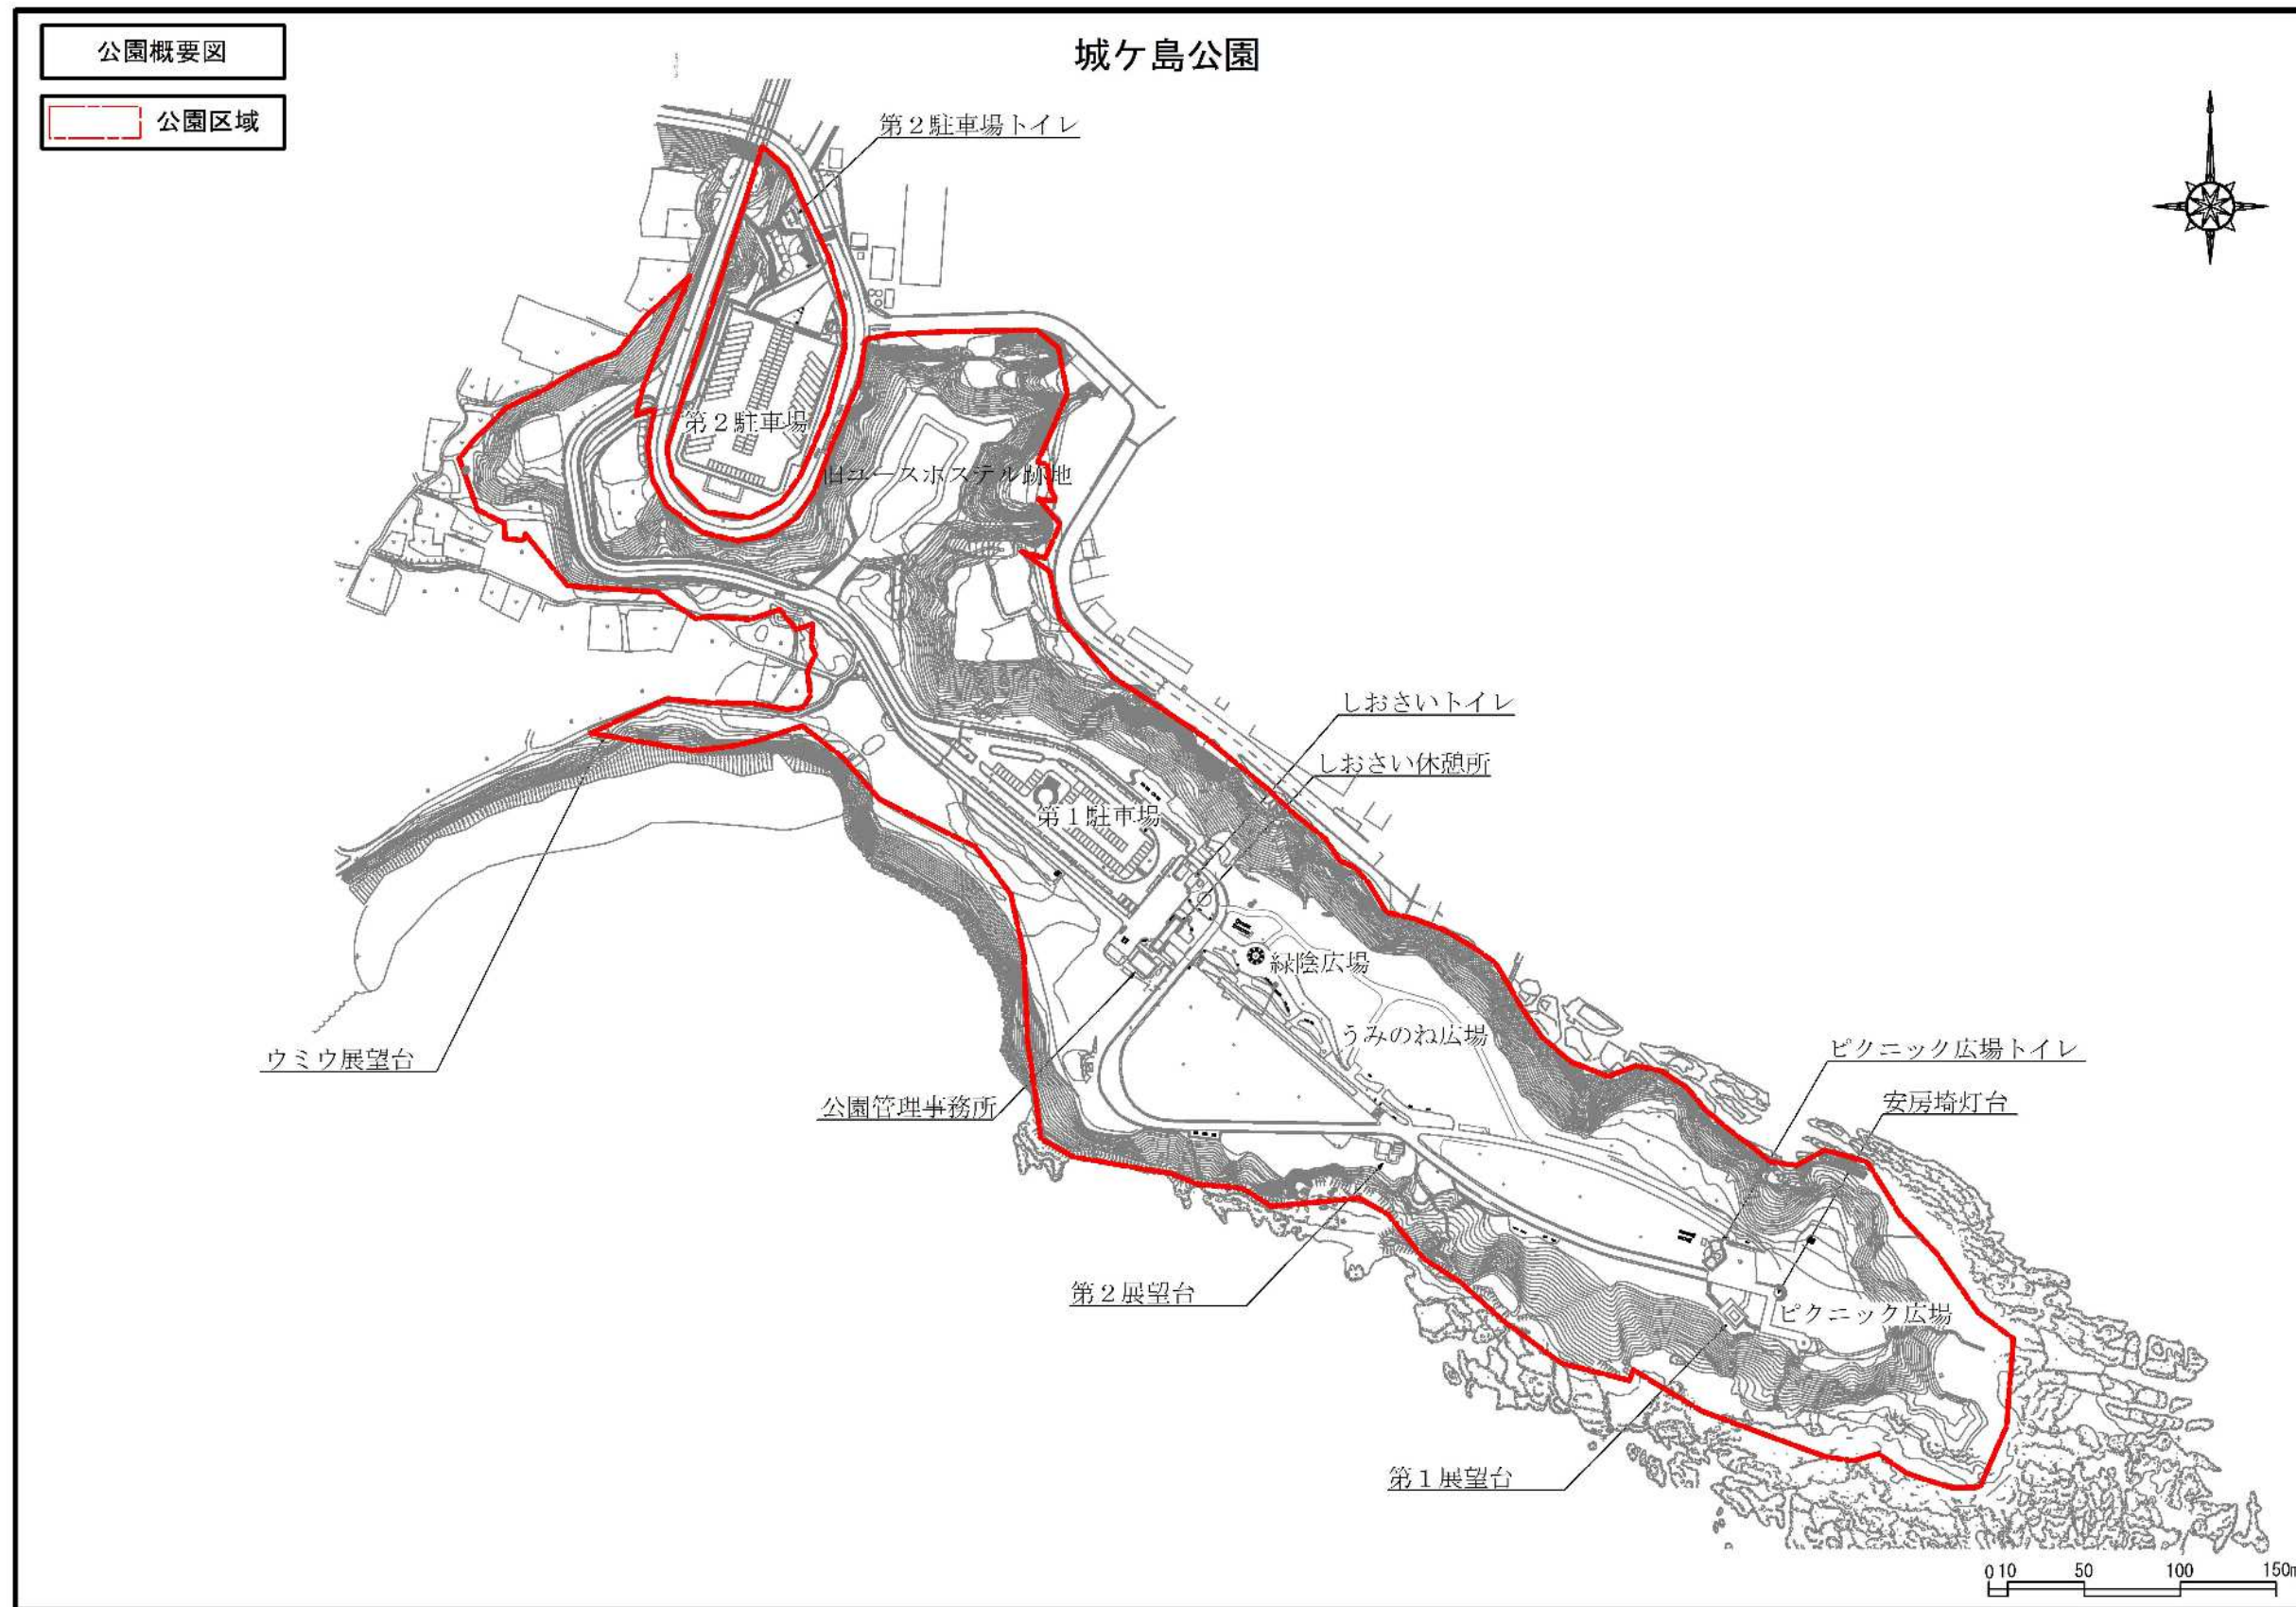 公園概要図
城ケ島公園
公園区域
第2駐車場トイレ
第2駐車場
旧ユースホステル跡地
しおさいトイレ
しおさい休憩所
第1駐車場
緑陰広場
うみのね広場
ウミウ展望台
ピクニック広場トイレ
公園管理事務所
安房埼灯台
第2展望台
ピクニック広場
第1展望台
0 10 50 100 150m